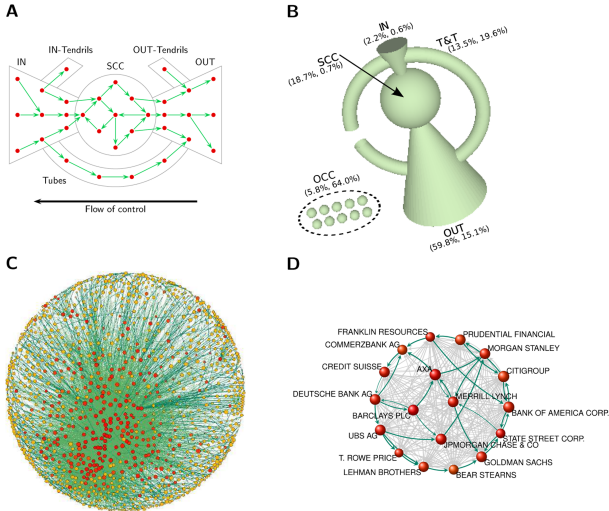 A
IN-Tendrils
OUT-Tendrils
IN
SCC
OUT
Tubes
Flow of control
B
IN
(2.2%, 0.6%)
T&T
(13.5%, 19.6%)
SCC
(18.7%, 0.7%)
OCC
(5.8%, 64.0%)
OUT
(59.8%, 15.1%)
C
D
FRANKLIN RESOURCES
PRUDENTIAL FINANCIAL
COMMERZBANK AG
MORGAN STANLEY
CREDIT SUISSE
AXA
CITIGROUP
DEUTSCHE BANK AG
MERRILL LYNCH
BARCLAYS PLC
BANK OF AMERICA CORP.
UBS AG
STATE STREET CORP.
JPMORGAN CHASE & CO
T. ROWE PRICE
GOLDMAN SACHS
LEHMAN BROTHERS
BEAR STEARNS